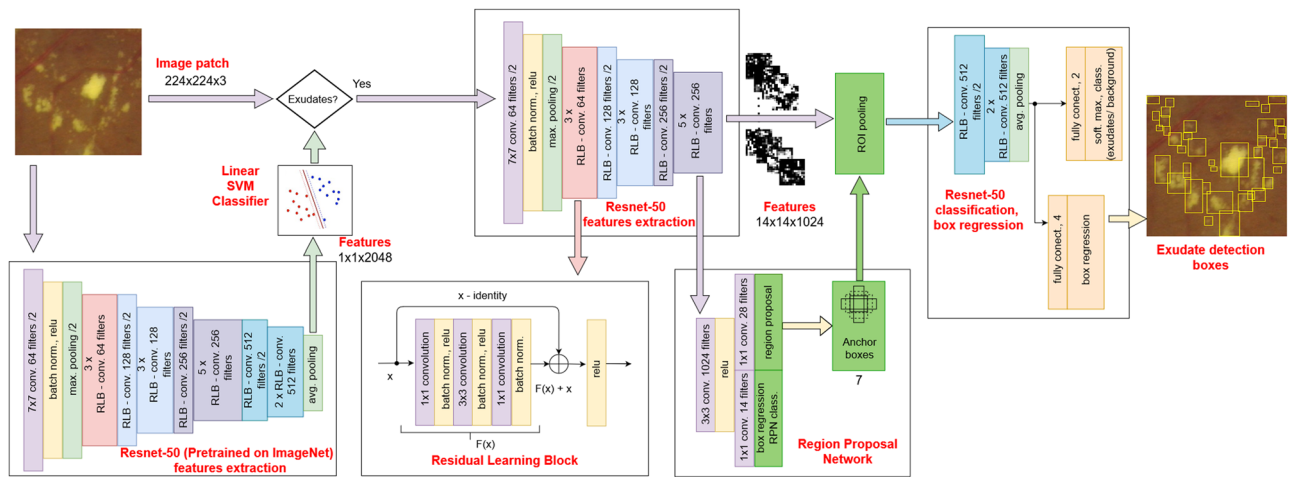 Image patch
224x224x3
Exudates?
Yes
Linear
SVM
Classifier
Features
1x1x2048
7x7 conv. 64 filters /2
batch norm., relu
max. pooling /2
3 x
RLB - conv. 64 filters
RLB - conv. 128 filters /2
3 x
RLB - conv. 128
filters
RLB - conv. 256 filters /2
5 x
RLB - conv. 256
filters
RLB - conv. 512
filters /2
2 x RLB - conv.
512 filters
avg. pooling
Resnet-50 (Pretrained on ImageNet)
features extraction
7x7 conv. 64 filters /2
batch norm., relu
max. pooling /2
3 x
RLB - conv. 64 filters
RLB - conv. 128 filters /2
3 x
RLB - conv. 128
filters
RLB - conv. 256 filters /2
5 x
RLB - conv. 256
filters
Resnet-50
features extraction
x - identity
x
1x1 convolution
batch norm., relu
3x3 convolution
batch norm., relu
1x1 convolution
batch norm.
F(x) + x
relu
F(x)
Residual Learning Block
Features
14x14x1024
ROI pooling
3x3 conv. 1024 filters
relu
1x1 conv. 28 filters
region proposal
1x1 conv. 14 filters
box regression
RPN class.
Anchor
boxes
7
Region Proposal
Network
RLB - conv. 512
filters /2
2 x
RLB - conv. 512 filters
avg. pooling
fully conect., 2
soft. max., class.
(exudates/ background)
Resnet-50
classification,
box regression
fully conect., 4
box regression
Exudate detection
boxes